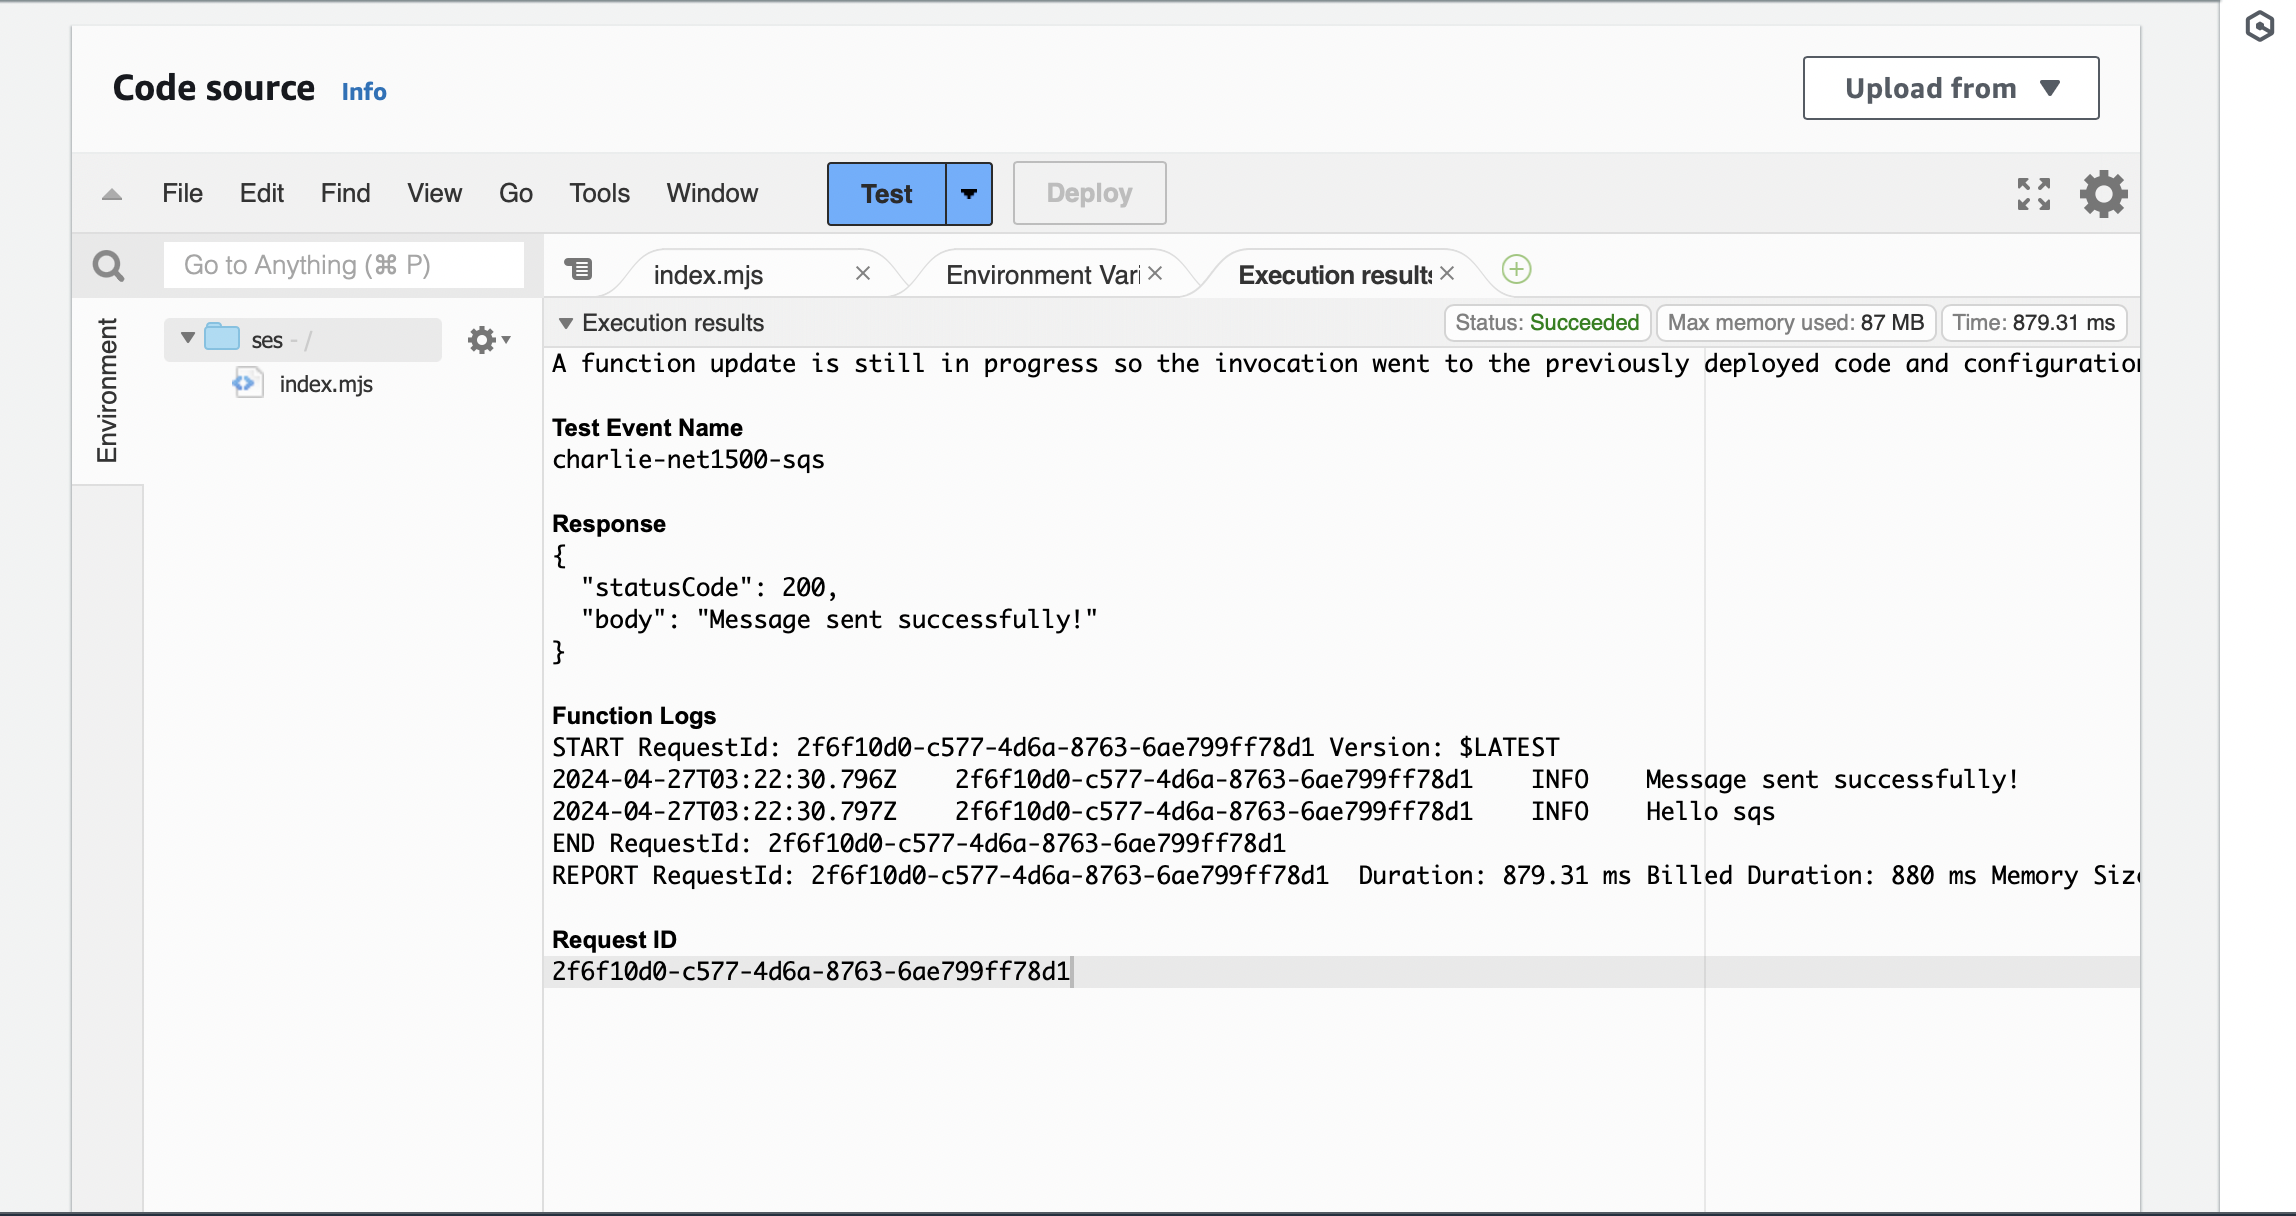 Code source Info
Upload from
File Edit Find View Go Tools Window Test Deploy
Go to Anything (⌘ P)
index.mjs
Environment Vari
Execution results
Environment
ses - /
index.mjs
Execution results
Status: Succeeded
Max memory used: 87 MB
Time: 879.31 ms
A function update is still in progress so the invocation went to the previously deployed code and configuration
Test Event Name
charlie-net1500-sqs
Response
{
"statusCode": 200,
"body": "Message sent successfully!"
}
Function Logs
START RequestId: 2f6f10d0-c577-4d6a-8763-6ae799ff78d1 Version: $LATEST
2024-04-27T03:22:30.796Z 2f6f10d0-c577-4d6a-8763-6ae799ff78d1 INFO Message sent successfully!
2024-04-27T03:22:30.797Z 2f6f10d0-c577-4d6a-8763-6ae799ff78d1 INFO Hello sqs
END RequestId: 2f6f10d0-c577-4d6a-8763-6ae799ff78d1
REPORT RequestId: 2f6f10d0-c577-4d6a-8763-6ae799ff78d1 Duration: 879.31 ms Billed Duration: 880 ms Memory Size
Request ID
2f6f10d0-c577-4d6a-8763-6ae799ff78d1